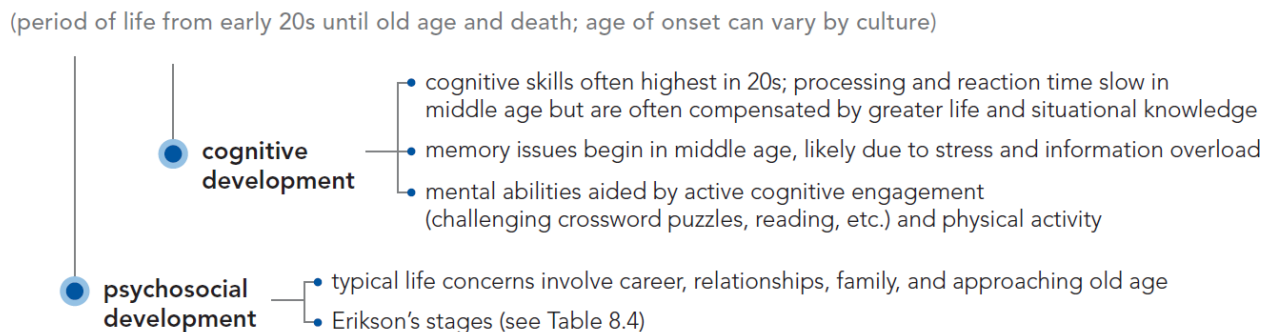 (period of life from early 20s until old age and death; age of onset can vary by culture)
cognitive skills often highest in 20s; processing and reaction time slow in
middle age but are often compensated by greater life and situational knowledge
cognitive
development
memory issues begin in middle age, likely due to stress and information overload
mental abilities aided by active cognitive engagement
(challenging crossword puzzles, reading, etc.) and physical activity
psychosocial
development
typical life concerns involve career, relationships, family, and approaching old age
Erikson’s stages (see Table 8.4)